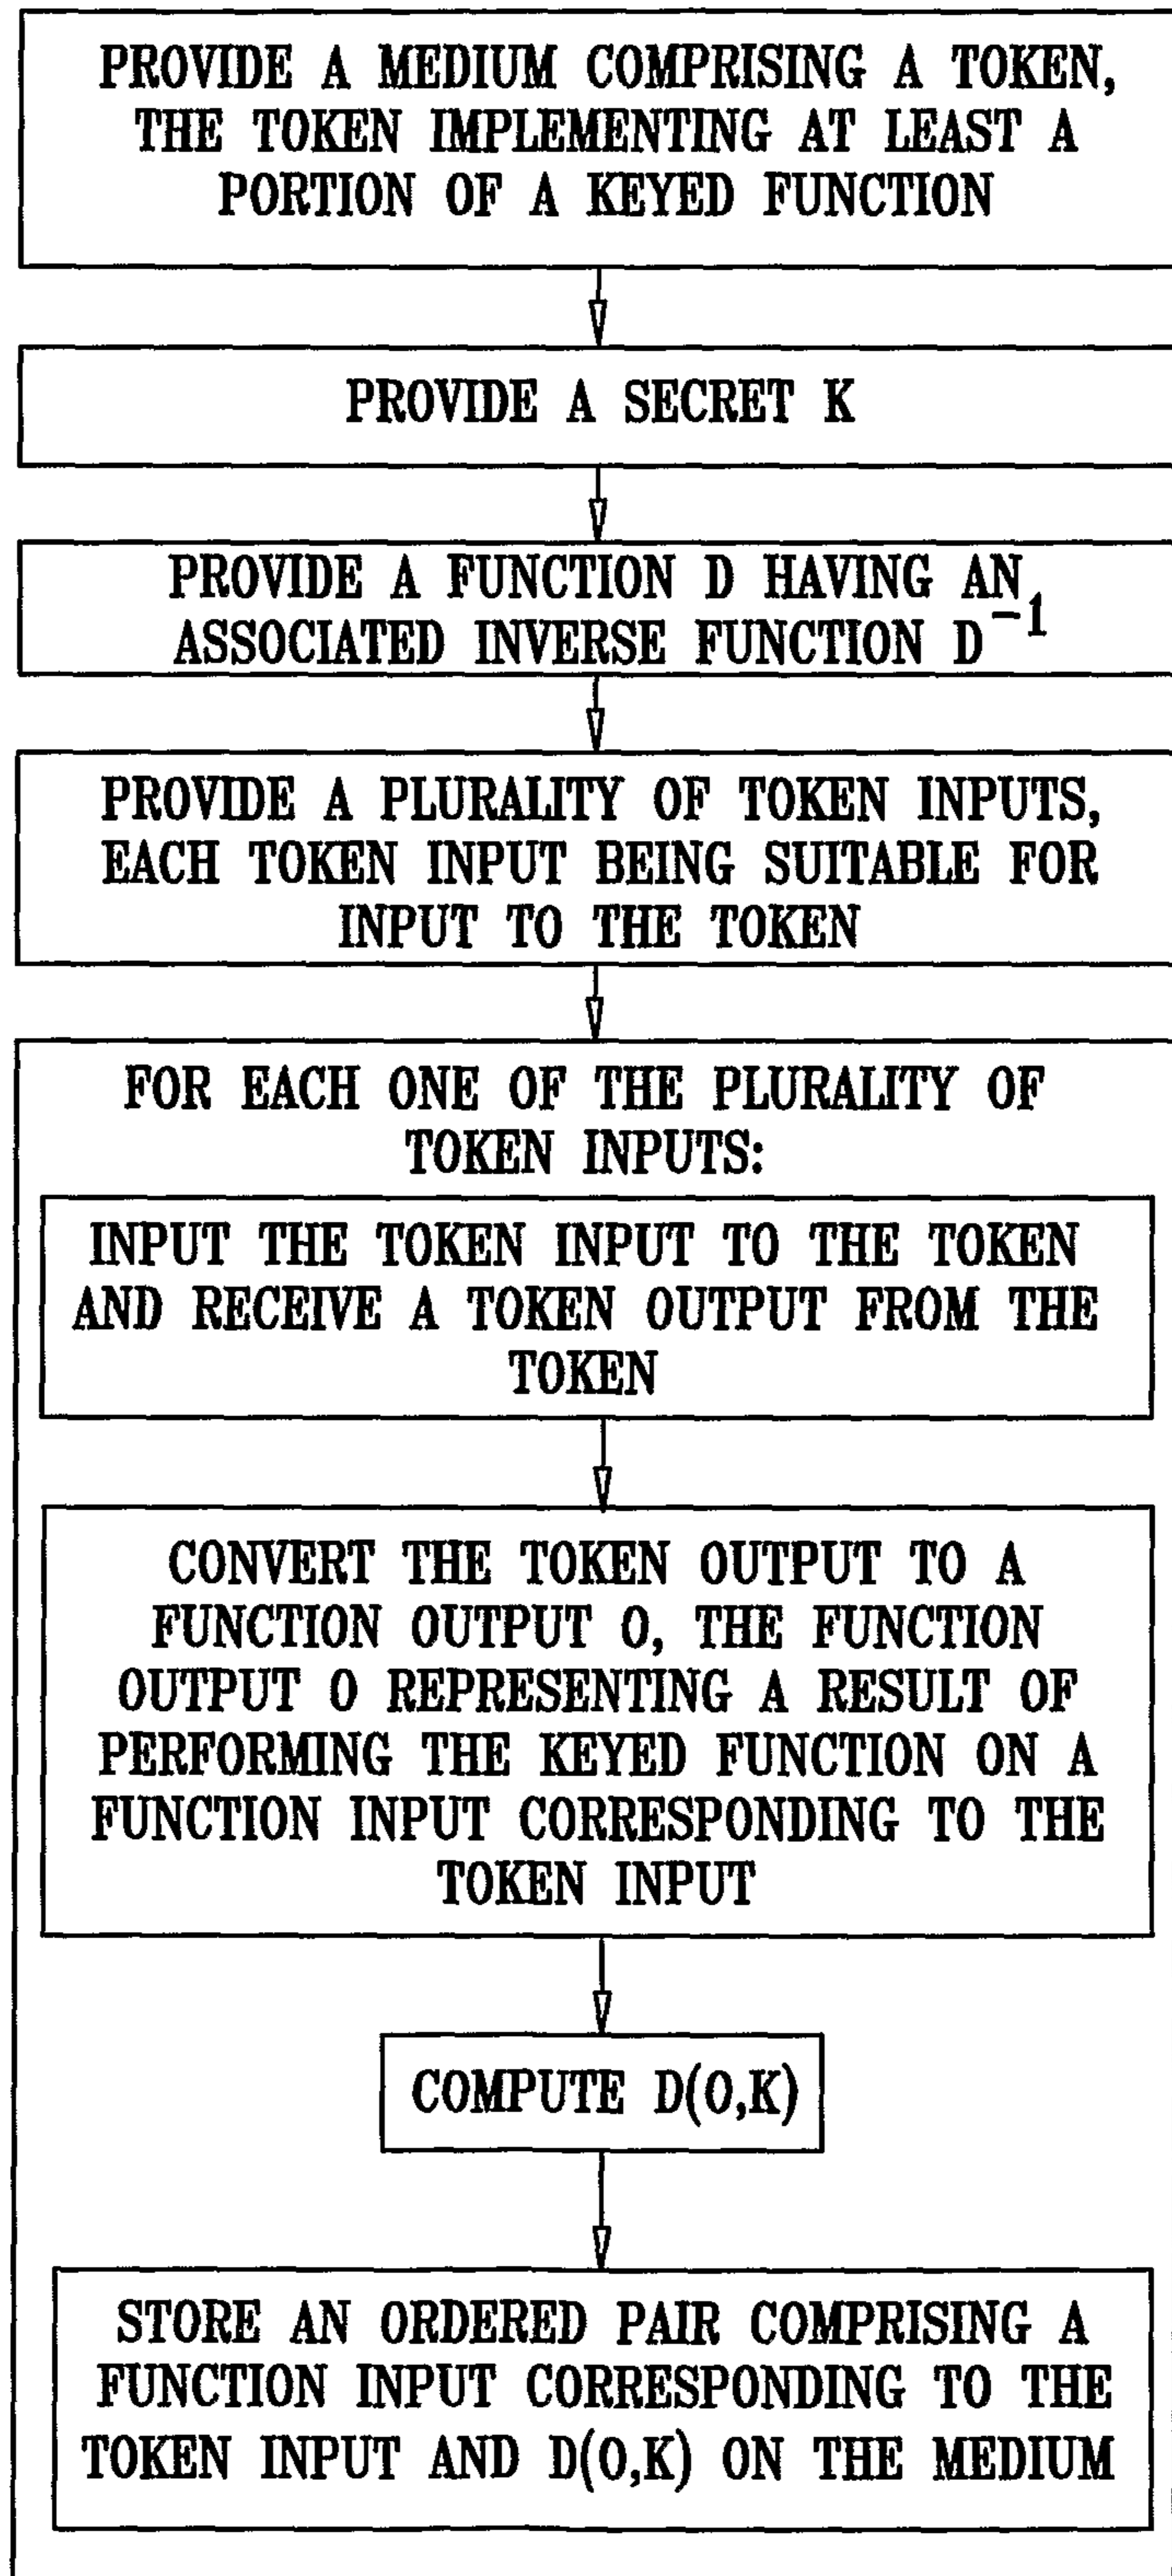 PROVIDE A MEDIUM COMPRISING A TOKEN,
THE TOKEN IMPLEMENTING AT LEAST A
PORTION OF A KEYED FUNCTION
PROVIDE A SECRET K
PROVIDE A FUNCTION D HAVING AN
ASSOCIATED INVERSE FUNCTION D⁻¹
PROVIDE A PLURALITY OF TOKEN INPUTS,
EACH TOKEN INPUT BEING SUITABLE FOR
INPUT TO THE TOKEN
FOR EACH ONE OF THE PLURALITY OF
TOKEN INPUTS:
INPUT THE TOKEN INPUT TO THE TOKEN
AND RECEIVE A TOKEN OUTPUT FROM THE
TOKEN
CONVERT THE TOKEN OUTPUT TO A
FUNCTION OUTPUT O, THE FUNCTION
OUTPUT O REPRESENTING A RESULT OF
PERFORMING THE KEYED FUNCTION ON A
FUNCTION INPUT CORRESPONDING TO THE
TOKEN INPUT
COMPUTE D(O,K)
STORE AN ORDERED PAIR COMPRISING A
FUNCTION INPUT CORRESPONDING TO THE
TOKEN INPUT AND D(O,K) ON THE MEDIUM